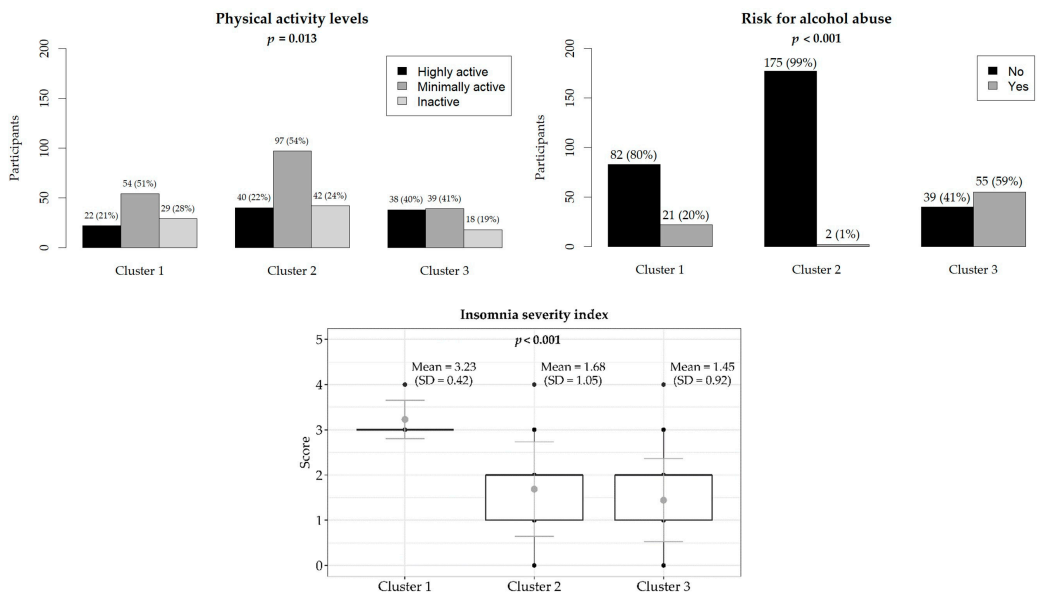 Physical activity levels
p = 0.013
Participants
200
150
100
50
0
Highly active
Minimally active
Inactive
22 (21%)
54 (51%)
29 (28%)
40 (22%)
97 (54%)
42 (24%)
38 (40%)
39 (41%)
18 (19%)
Cluster 1
Cluster 2
Cluster 3
Risk for alcohol abuse
p < 0.001
Participants
200
150
100
50
0
No
Yes
82 (80%)
21 (20%)
175 (99%)
2 (1%)
39 (41%)
55 (59%)
Cluster 1
Cluster 2
Cluster 3
Insomnia severity index
p < 0.001
Score
5
4
3
2
1
0
Mean = 3.23
(SD = 0.42)
Mean = 1.68
(SD = 1.05)
Mean = 1.45
(SD = 0.92)
Cluster 1
Cluster 2
Cluster 3